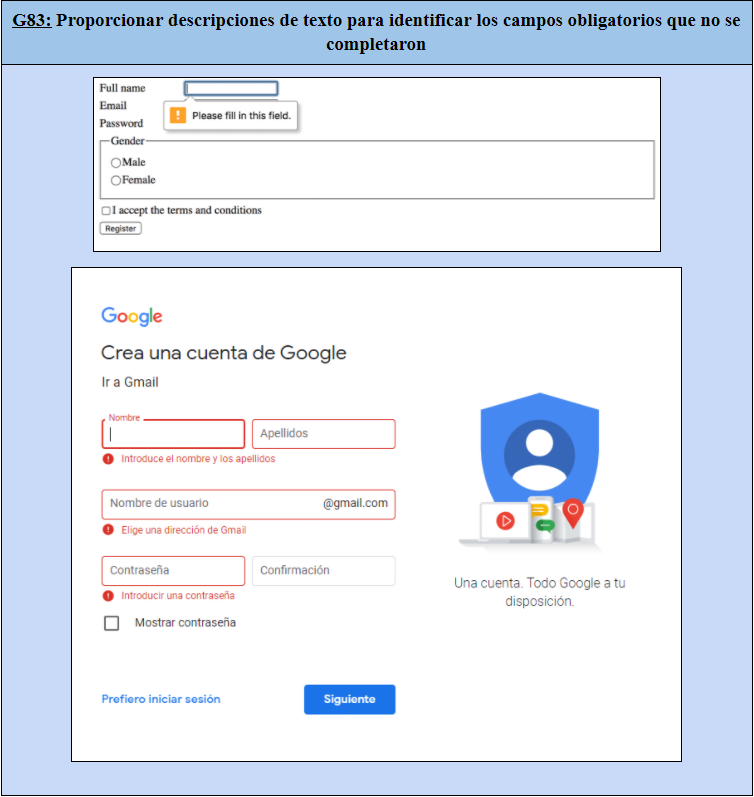 G83: Proporcionar descripciones de texto para identificar los campos obligatorios que no se
completaron
Full name
Email
Please fill in this field.
Password
Gender
Male
Female
I accept the terms and conditions
Register
Google
Crea una cuenta de Google
Ir a Gmail
Nombre
Apellidos
Introduce el nombre y los apellidos
Nombre de usuario @gmail.com
Elige una dirección de Gmail
Contraseña Confirmación
Introducir una contraseña
Mostrar contraseña
Una cuenta. Todo Google a tu
disposición.
Prefiero iniciar sesión
Siguiente